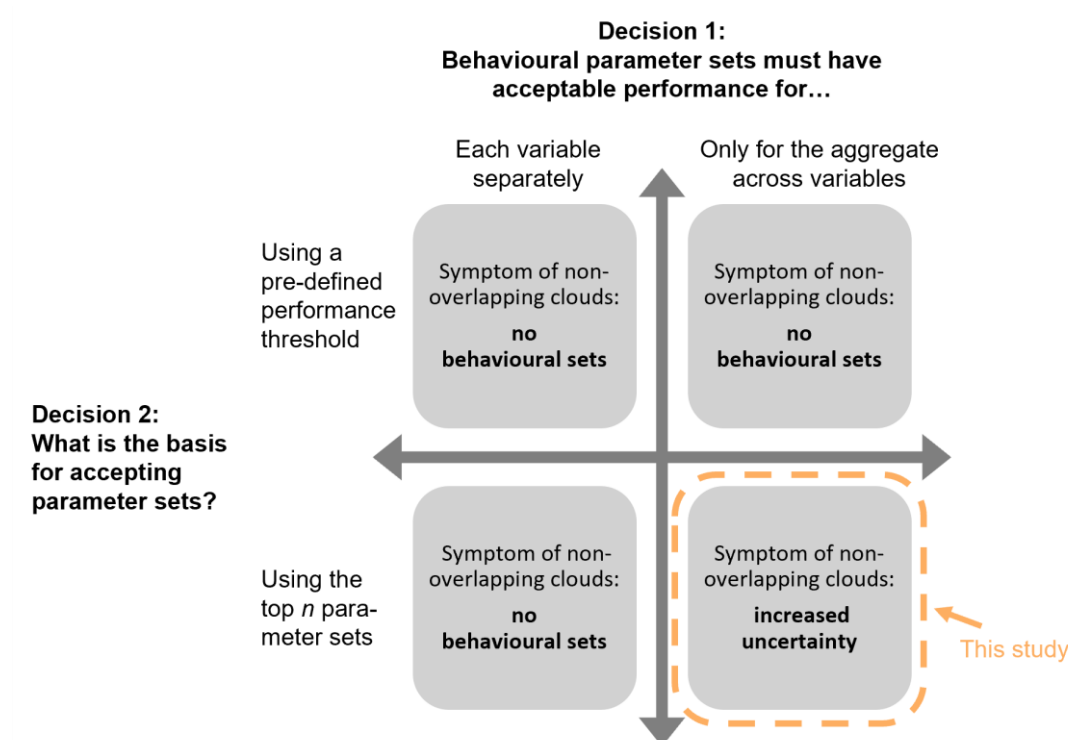 Decision 1:
Behavioural parameter sets must have
acceptable performance for…
Each variable
separately
Only for the aggregate
across variables
Using a
pre-defined
performance
threshold
Symptom of non-
overlapping clouds:
no
behavioural sets
Symptom of non-
overlapping clouds:
no
behavioural sets
Decision 2:
What is the basis
for accepting
parameter sets?
Using the
top n para-
meter sets
Symptom of non-
overlapping clouds:
no
behavioural sets
Symptom of non-
overlapping clouds:
increased
uncertainty
This study